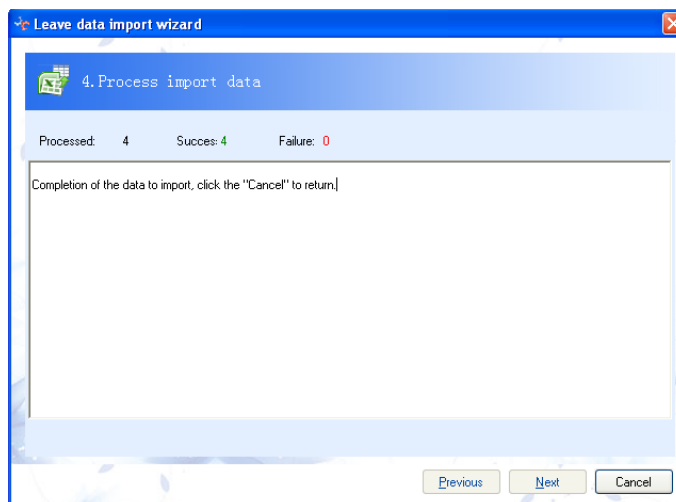 Leave data import wizard
4.Process import data
Processed: 4 Succes: 4 Failure: 0
Completion of the data to import, click the "Cancel" to return.
Previous Next Cancel